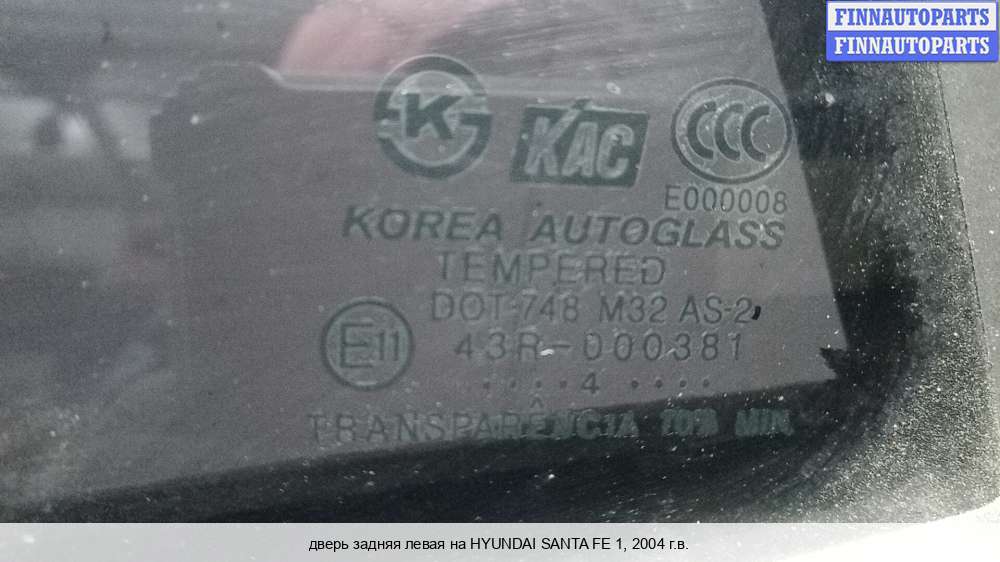 FINNAUTOPARTS
FINNAUTOPARTS
K
KAC
CCC
E000008
KOREA AUTOGLASS
TEMPERED
DOT-748 M32 AS-2
E11
43R-000381
....4 ....
TRANSPARÊNCIA 70% MIN.
дверь задняя левая на HYUNDAI SANTA FE 1, 2004 г.в.